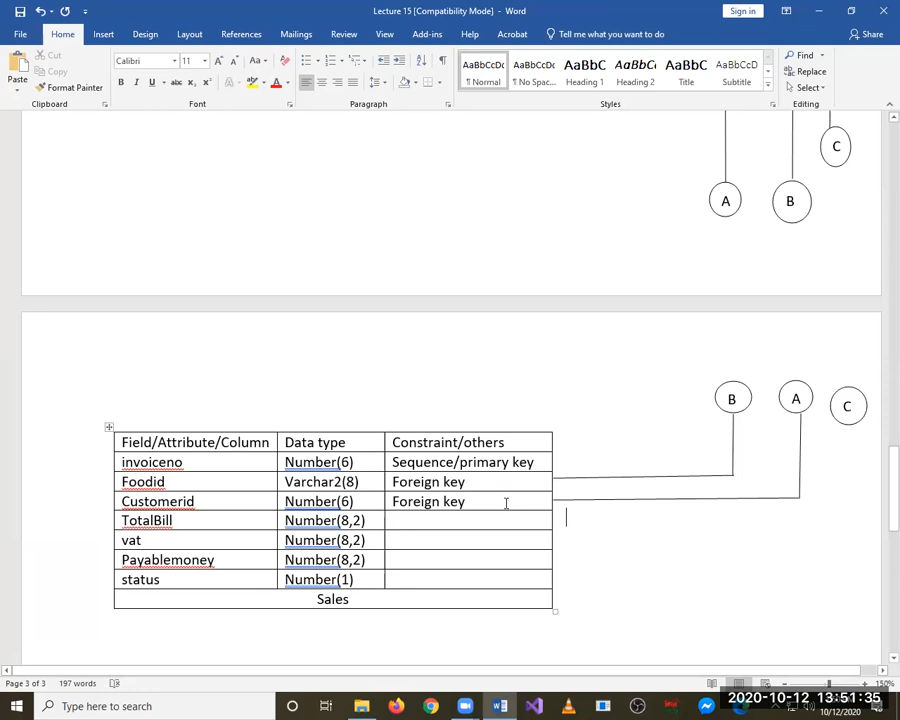 Lecture 15 [Compatibility Mode] - Word
Sign in
File Home Insert Design Layout References Mailings Review View Add-ins Help Acrobat Tell me what you want to do Share
Paste
Cut
Copy
Format Painter
Calibri 11
AaBbCcDc AaBbCcDc AaBbC AaBbCc AaBbC AaBbCcD
¶ Normal ¶ No Spac... Heading 1 Heading 2 Title Subtitle
Find
Replace
Select
Clipboard Font Paragraph Styles Editing
C
A B
B A C
Field/Attribute/Column Data type Constraint/others
invoiceno Number(6) Sequence/primary key
Foodid Varchar2(8) Foreign key
Customerid Number(6) Foreign key
TotalBill Number(8,2)
vat Number(8,2)
Payablemoney Number(8,2)
status Number(1)
Sales
Page 3 of 3 197 words 150%
Type here to search
2020-10-12 13:51:35
10/12/2020